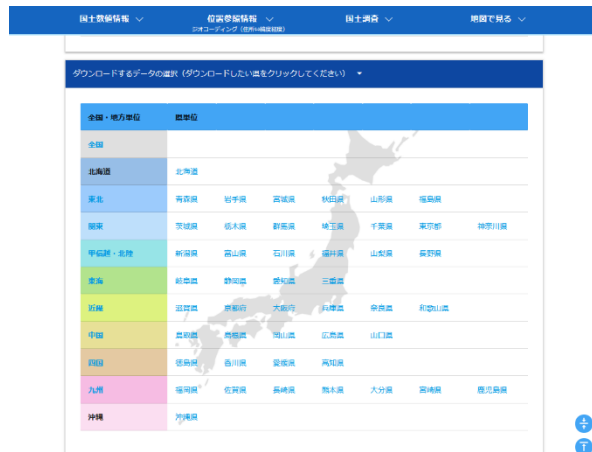 国土数値情報 位置参照情報 国土調査 地図で見る
ジオコーディング（住所⇔緯度経度）
ダウンロードするデータの選択（ダウンロードしたい県をクリックしてください）
全国・地方単位 県単位
全国
北海道 北海道
東北 青森県 岩手県 宮城県 秋田県 山形県 福島県
関東 茨城県 栃木県 群馬県 埼玉県 千葉県 東京都 神奈川県
甲信越・北陸 新潟県 富山県 石川県 福井県 山梨県 長野県
東海 岐阜県 静岡県 愛知県 三重県
近畿 滋賀県 京都府 大阪府 兵庫県 奈良県 和歌山県
中国 鳥取県 島根県 岡山県 広島県 山口県
四国 徳島県 香川県 愛媛県 高知県
九州 福岡県 佐賀県 長崎県 熊本県 大分県 宮崎県 鹿児島県
沖縄 沖縄県